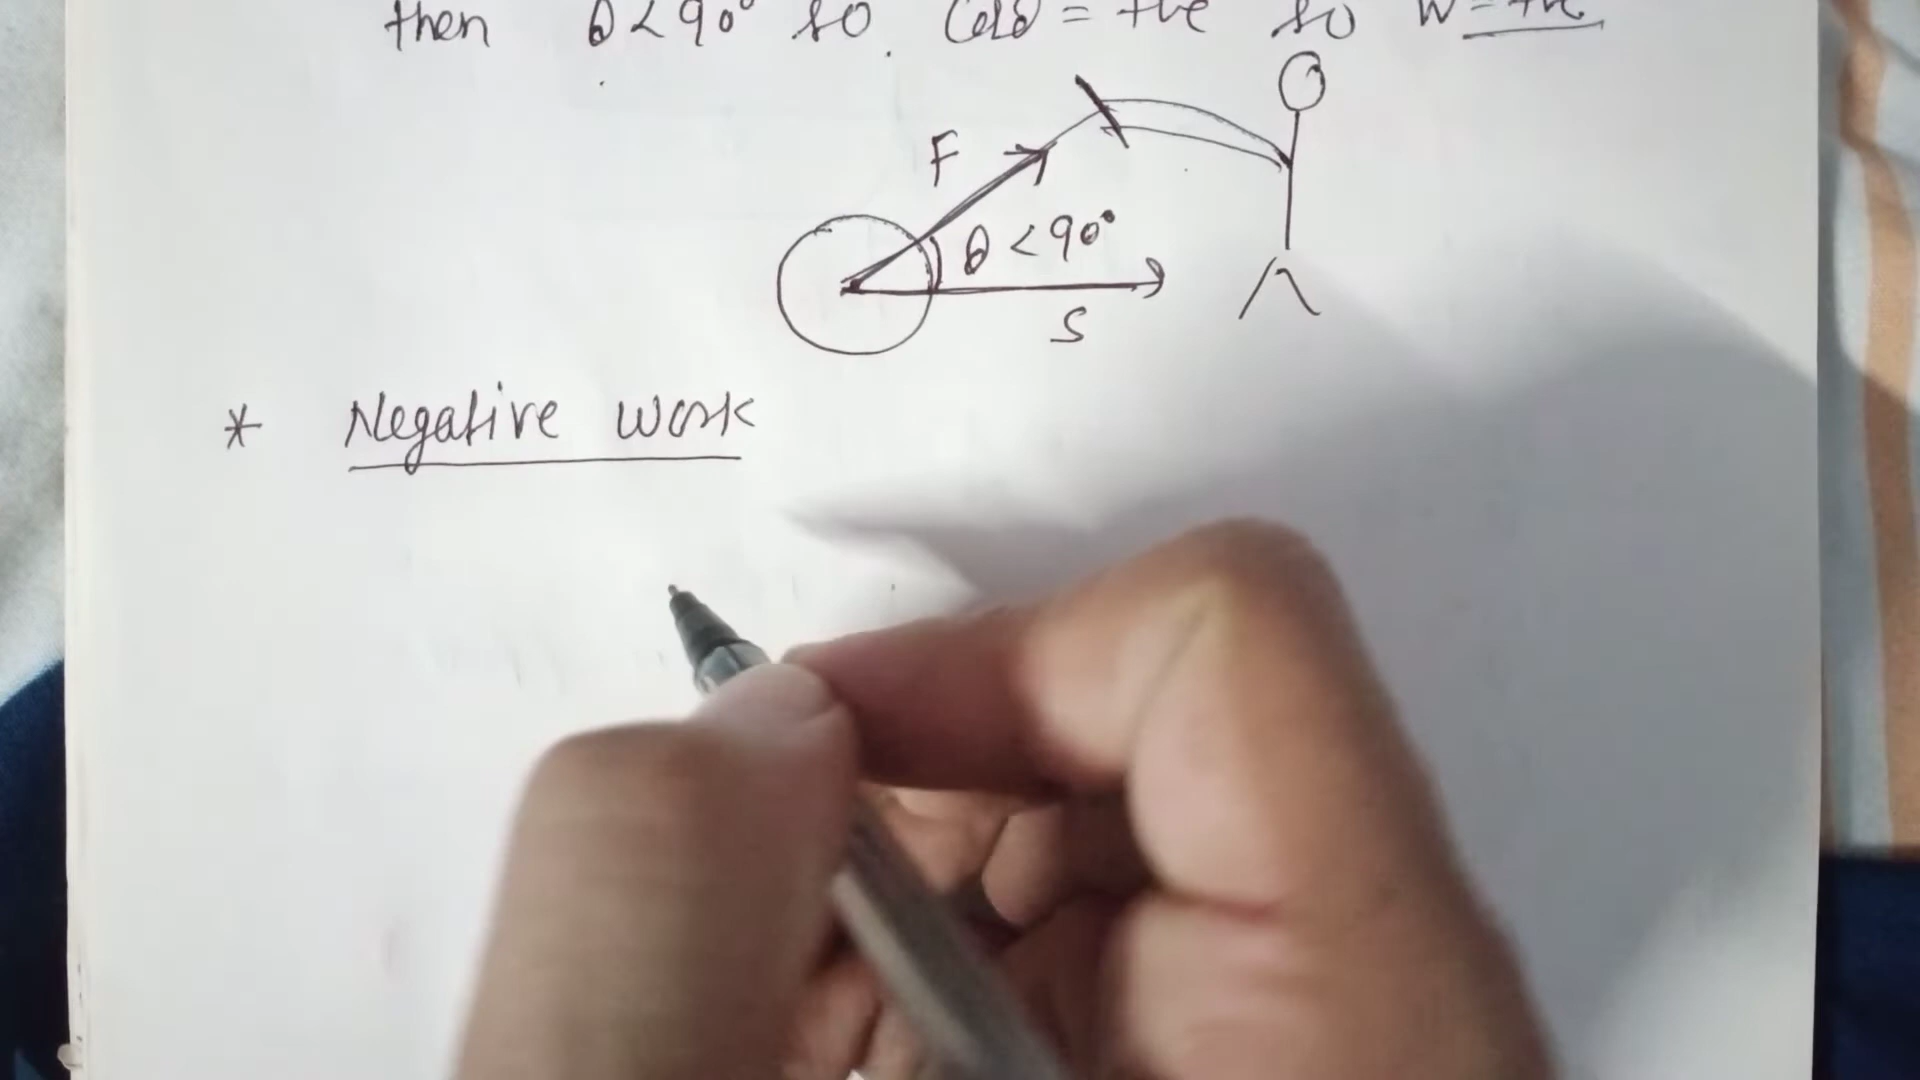 then θ < 90° so Cosθ = +ve so W = +ve
F
θ < 90°
S
* Negative work